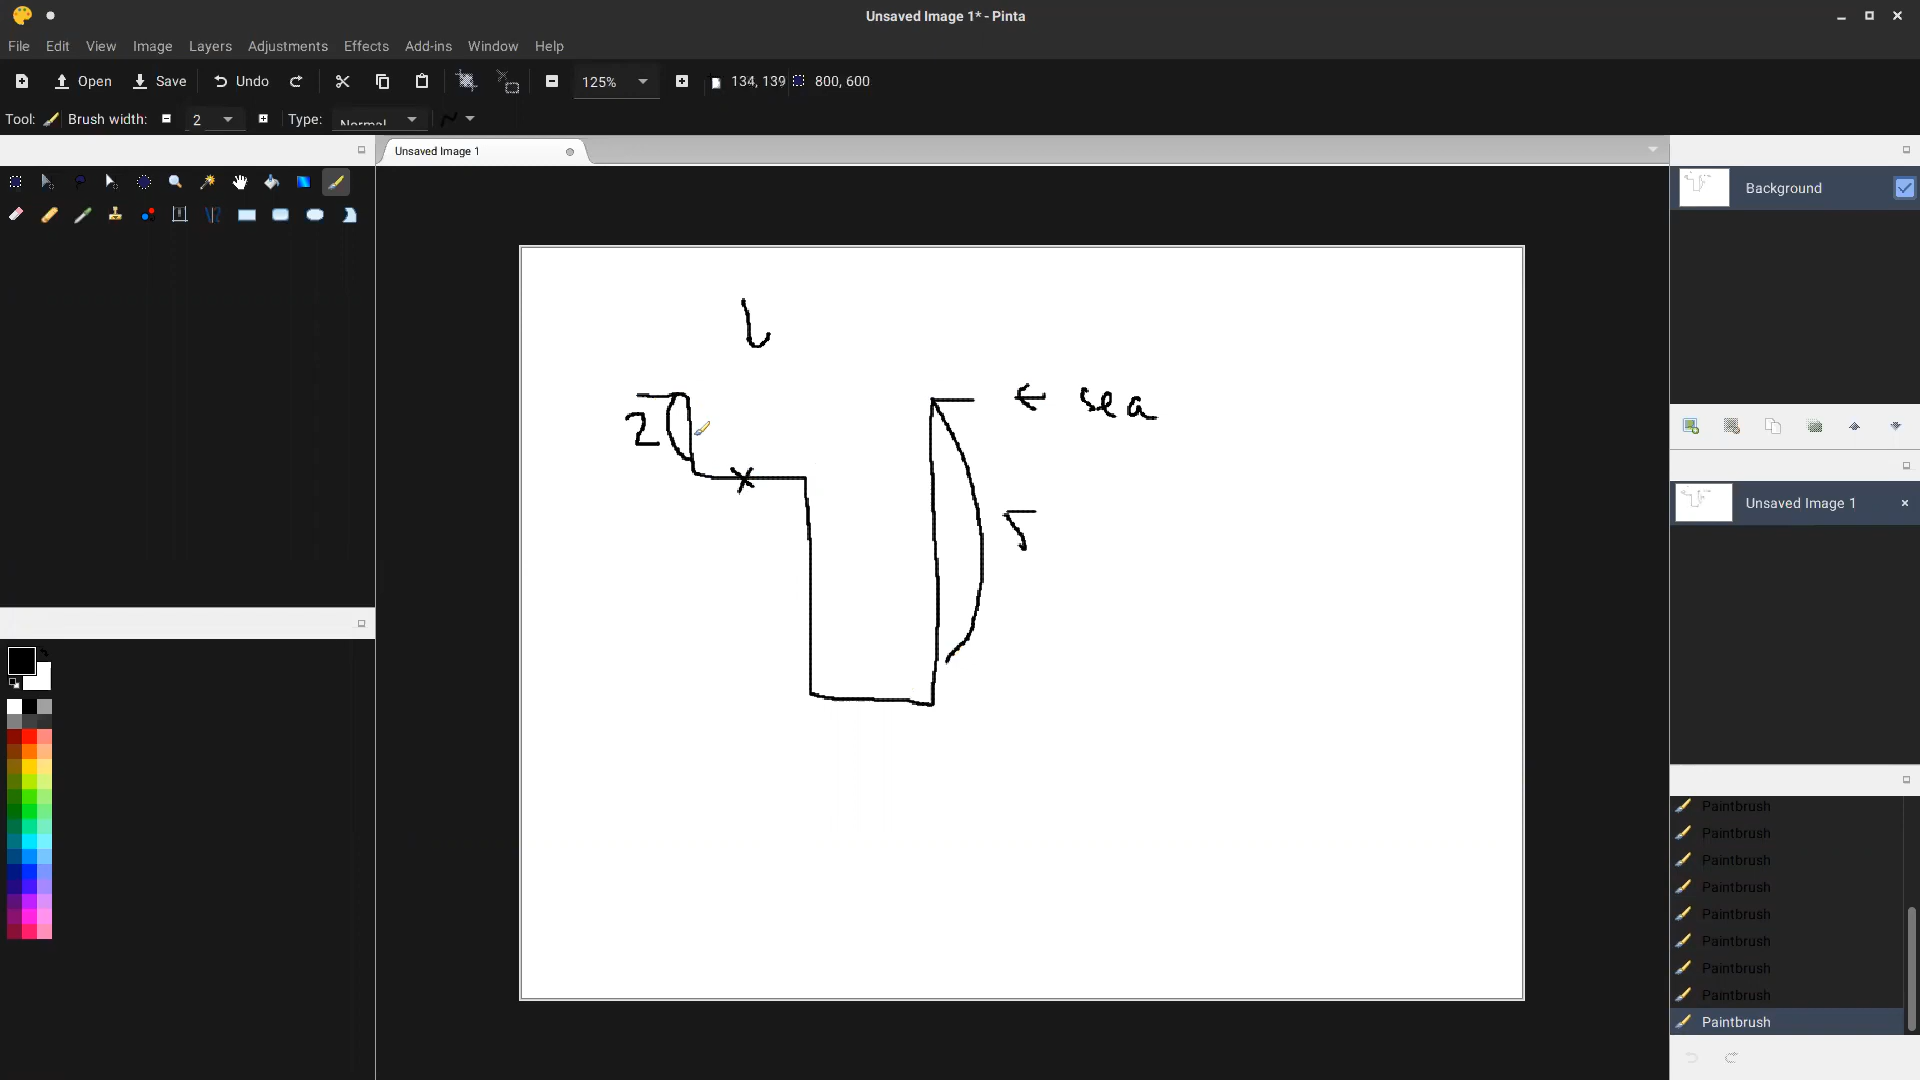 Unsaved Image 1* - Pinta
File Edit View Image Layers Adjustments Effects Add-ins Window Help
Open Save Undo 125% 134, 139 800, 600
Tool: Brush width: 2 Type: Normal
Unsaved Image 1
Background
← sea
2
Unsaved Image 1 ×
Paintbrush
Paintbrush
Paintbrush
Paintbrush
Paintbrush
Paintbrush
Paintbrush
Paintbrush
Paintbrush